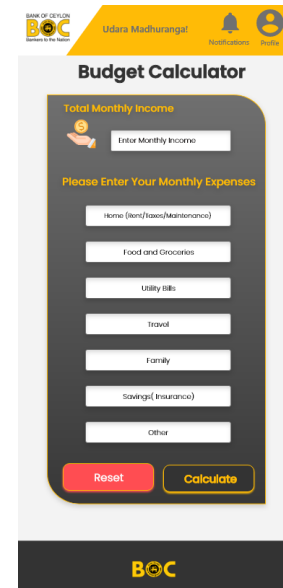 BANK OF CEYLON
BOC
Bankers to the Nation
Udara Madhuranga!
Notifications
Profile
Budget Calculator
Total Monthly Income
$
Enter Monthly Income
Please Enter Your Monthly Expenses
Home (Rent/Taxes/Maintenance)
Food and Groceries
Utility Bills
Travel
Family
Savings( Insurance)
Other
Reset
Calculate
BOC